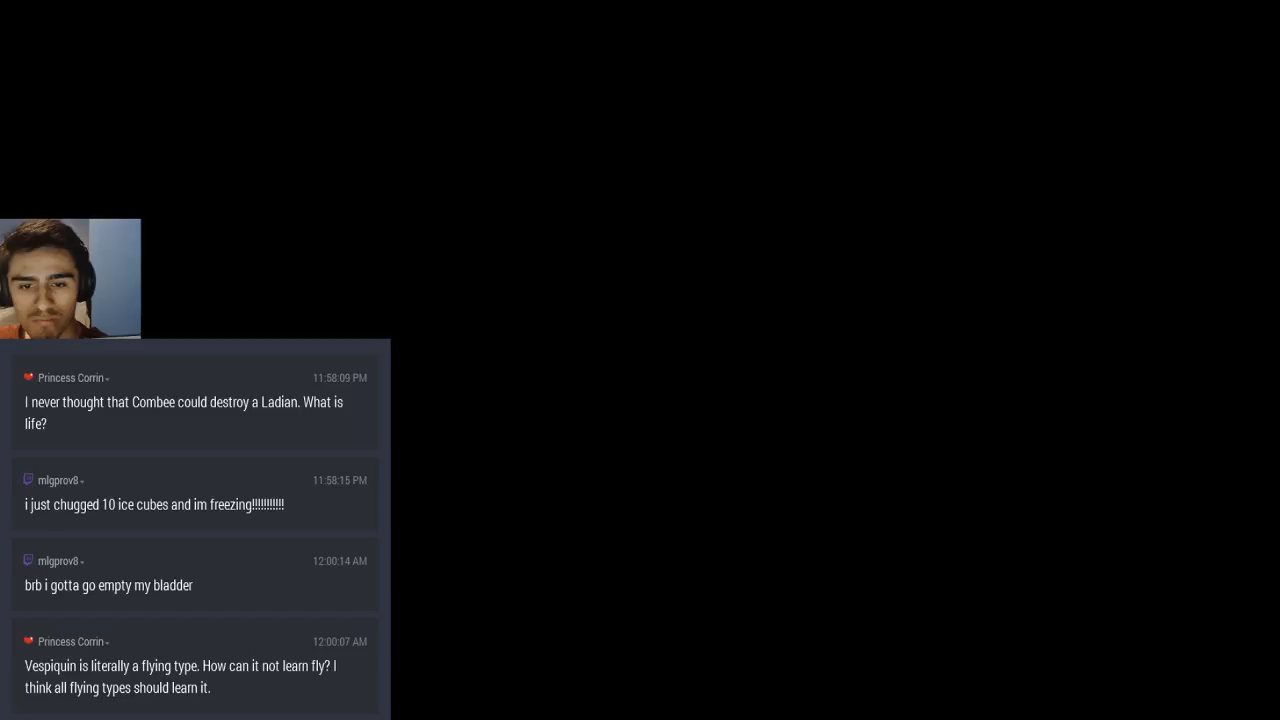 Princess Corrin
11:58:09 PM
I never thought that Combee could destroy a Ladian. What is
life?
mlgprov8
11:58:15 PM
i just chugged 10 ice cubes and im freezing!!!!!!!!!!!
mlgprov8
12:00:14 AM
brb i gotta go empty my bladder
Princess Corrin
12:00:07 AM
Vespiquin is literally a flying type. How can it not learn fly? I
think all flying types should learn it.